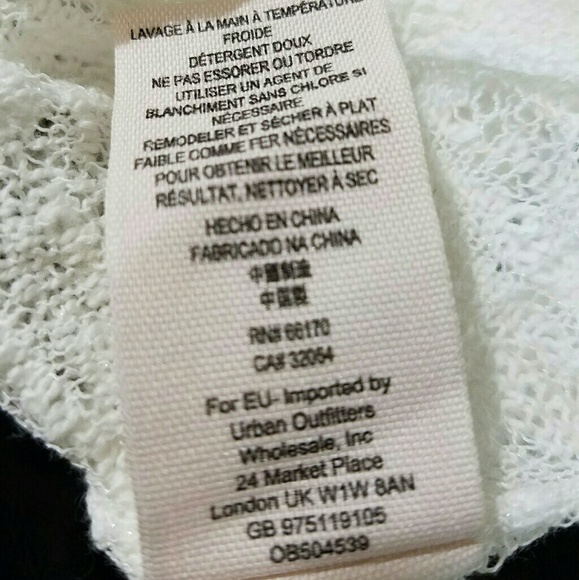 LAVAGE À LA MAIN À TEMPÉRATURE
FROIDE
DÉTERGENT DOUX
NE PAS ESSORER OU TORDRE
UTILISER UN AGENT DE
BLANCHIMENT SANS CHLORE SI
NÉCESSAIRE
REMODELER ET SÉCHER À PLAT
FAIBLE COMME FER NÉCESSAIRES
POUR OBTENIR LE MEILLEUR
RÉSULTAT, NETTOYER À SEC
HECHO EN CHINA
FABRICADO NA CHINA
中國制造
中国製
RN# 66170
CA# 32054
For EU- Imported by
Urban Outfitters
Wholesale, Inc
24 Market Place
London UK W1W 8AN
GB 975119105
OB504539